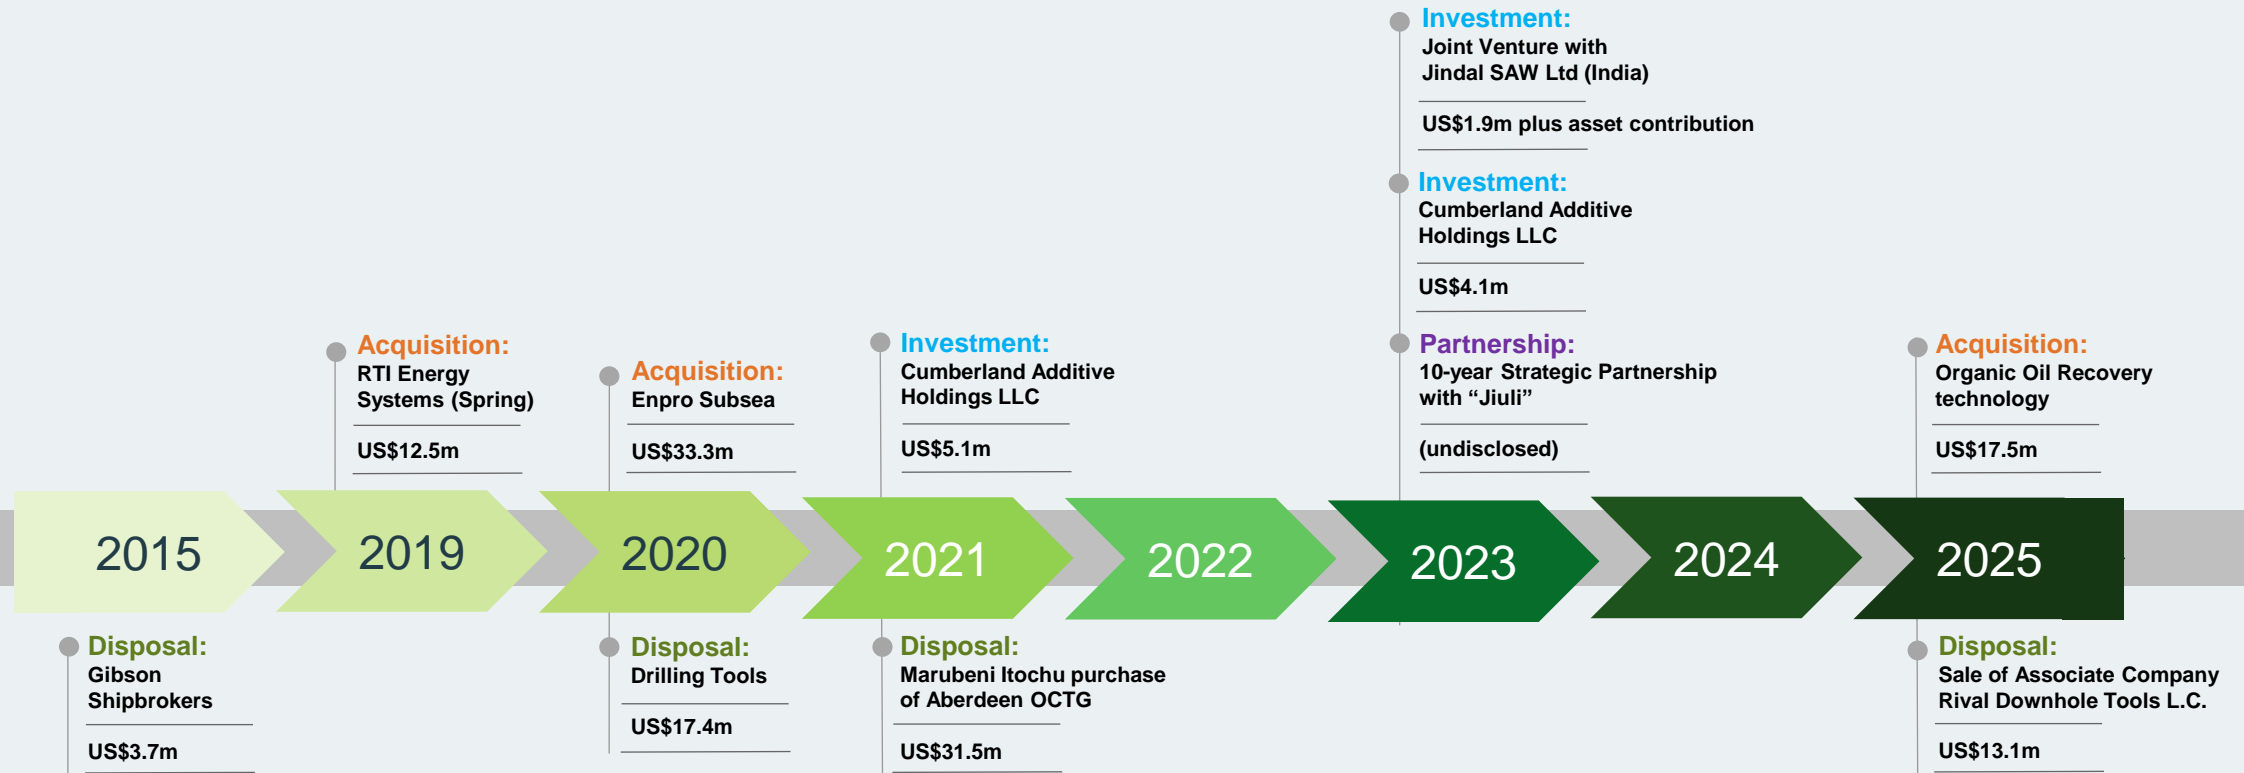 Investment:
Joint Venture with
Jindal SAW Ltd (India)
US$1.9m plus asset contribution
Investment:
Cumberland Additive
Holdings LLC
US$4.1m
Acquisition:
RTI Energy
Systems (Spring)
US$12.5m
Acquisition:
Enpro Subsea
US$33.3m
Investment:
Cumberland Additive
Holdings LLC
US$5.1m
Partnership:
10-year Strategic Partnership
with “Jiuli”
(undisclosed)
Acquisition:
Organic Oil Recovery
technology
US$17.5m
2015
2019
2020
2021
2022
2023
2024
2025
Disposal:
Gibson
Shipbrokers
US$3.7m
Disposal:
Drilling Tools
US$17.4m
Disposal:
Marubeni Itochu purchase
of Aberdeen OCTG
US$31.5m
Disposal:
Sale of Associate Company
Rival Downhole Tools L.C.
US$13.1m